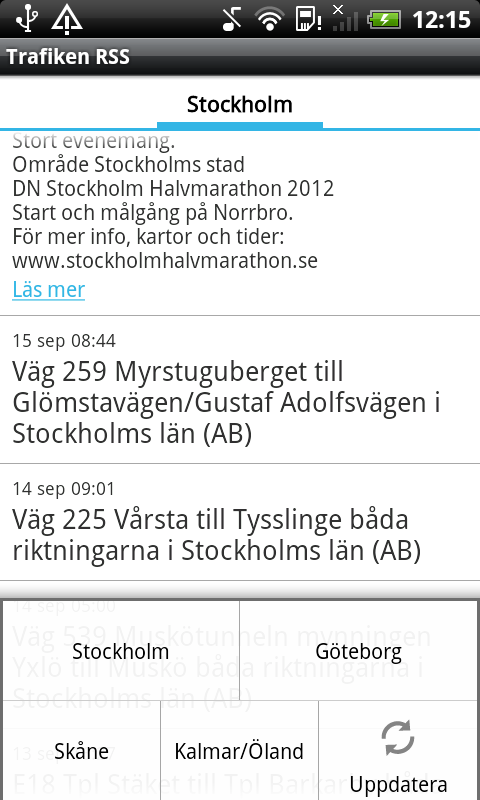 12:15
Trafiken RSS
Stockholm
Stort evenemang.
Område Stockholms stad
DN Stockholm Halvmarathon 2012
Start och målgång på Norrbro.
För mer info, kartor och tider:
www.stockholmhalvmarathon.se
Läs mer
15 sep 08:44
Väg 259 Myrstuguberget till
Glömstavägen/Gustaf Adolfsvägen i
Stockholms län (AB)
14 sep 09:01
Väg 225 Vårsta till Tysslinge båda
riktningarna i Stockholms län (AB)
14 sep 05:00
Väg 539 Muskötunneln mynningen
Yxlö till Muskö båda riktningarna i
Stockholms län (AB)
Stockholm
Göteborg
13 sep
E18 Tpl Stäket till Tpl
Skåne
Kalmar/Öland
Uppdatera